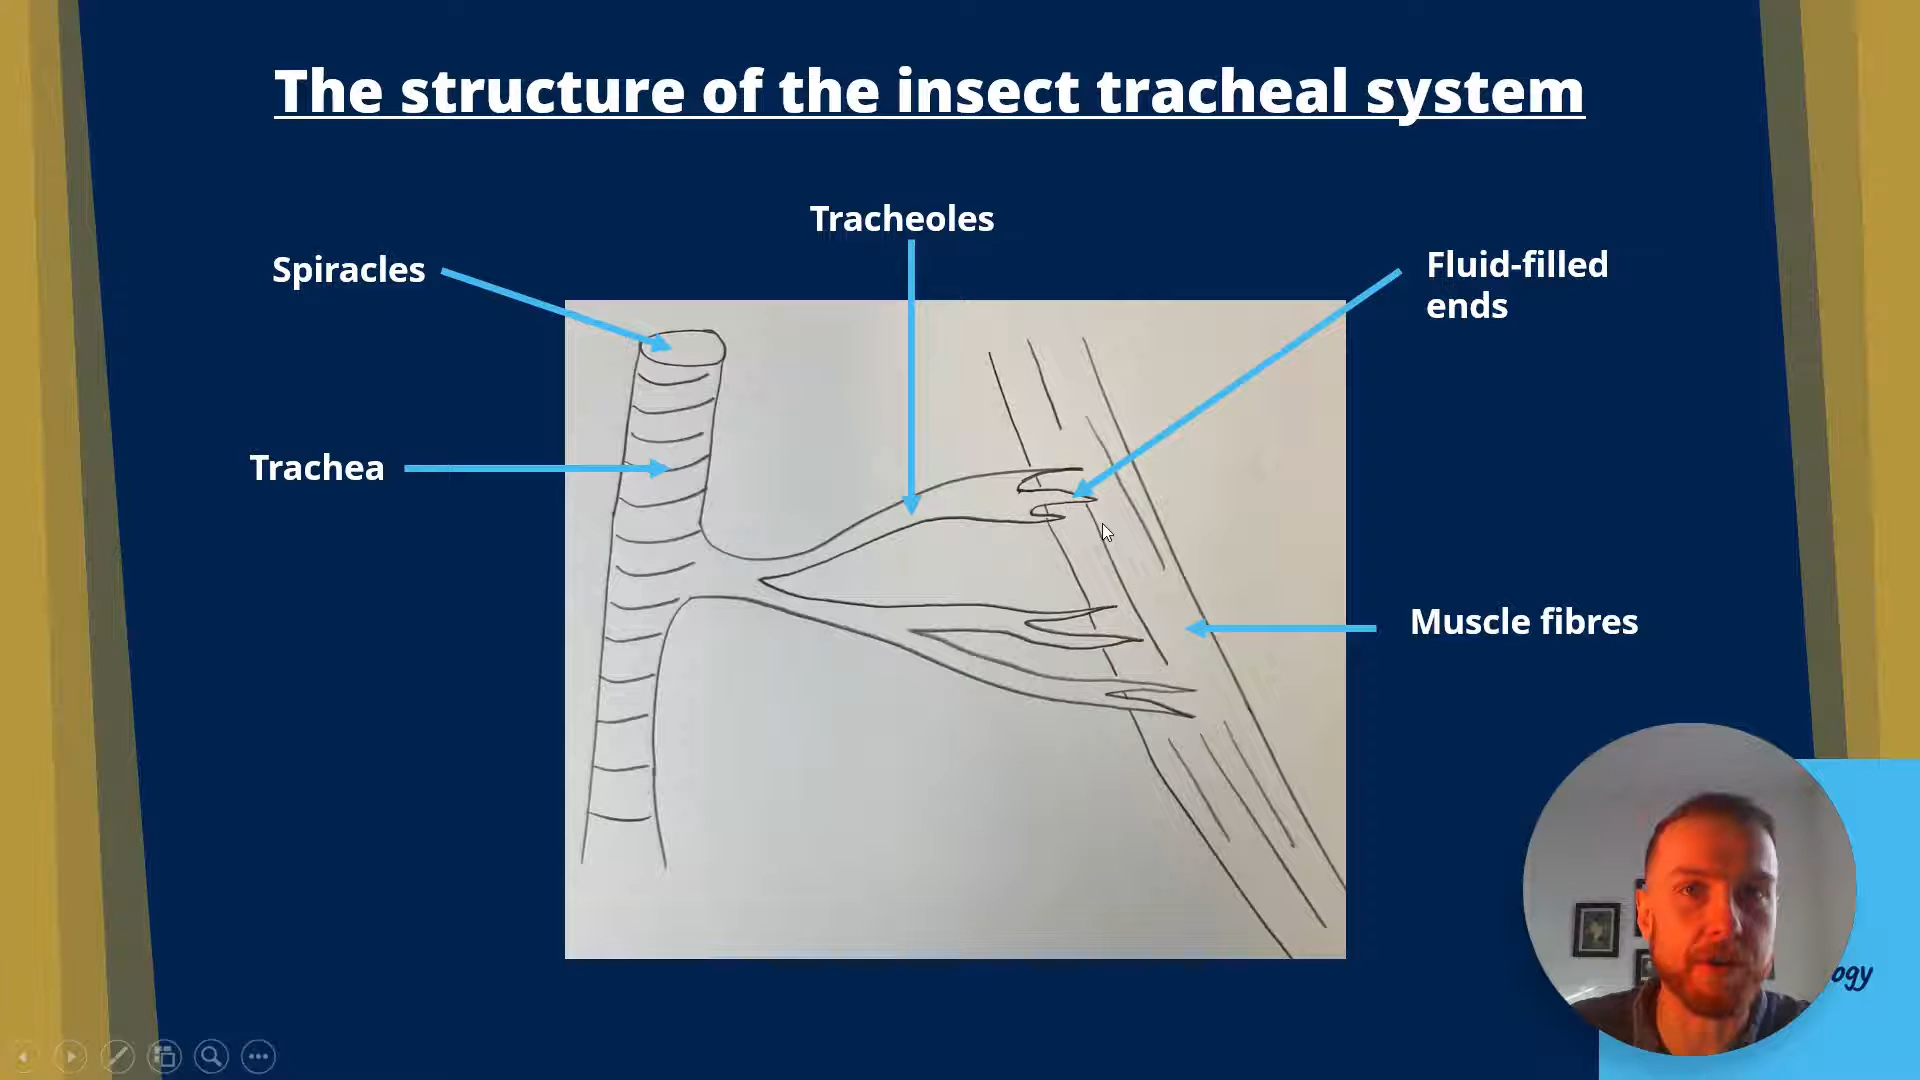 The structure of the insect tracheal system
Tracheoles
Spiracles
Fluid-filled
ends
Trachea
Muscle fibres